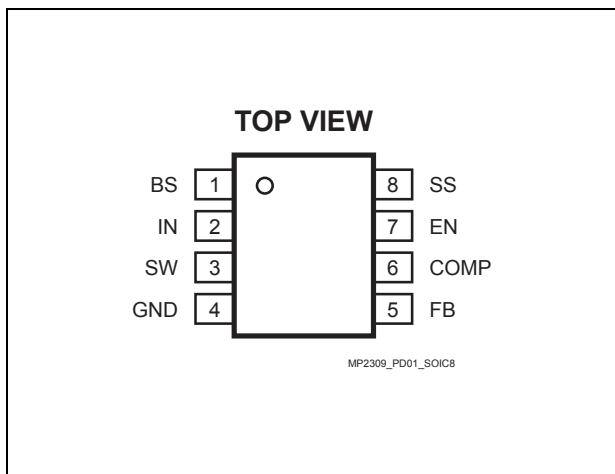 TOP VIEW
BS 1 8 SS
IN 2 7 EN
SW 3 6 COMP
GND 4 5 FB
MP2309_PD01_SOIC8